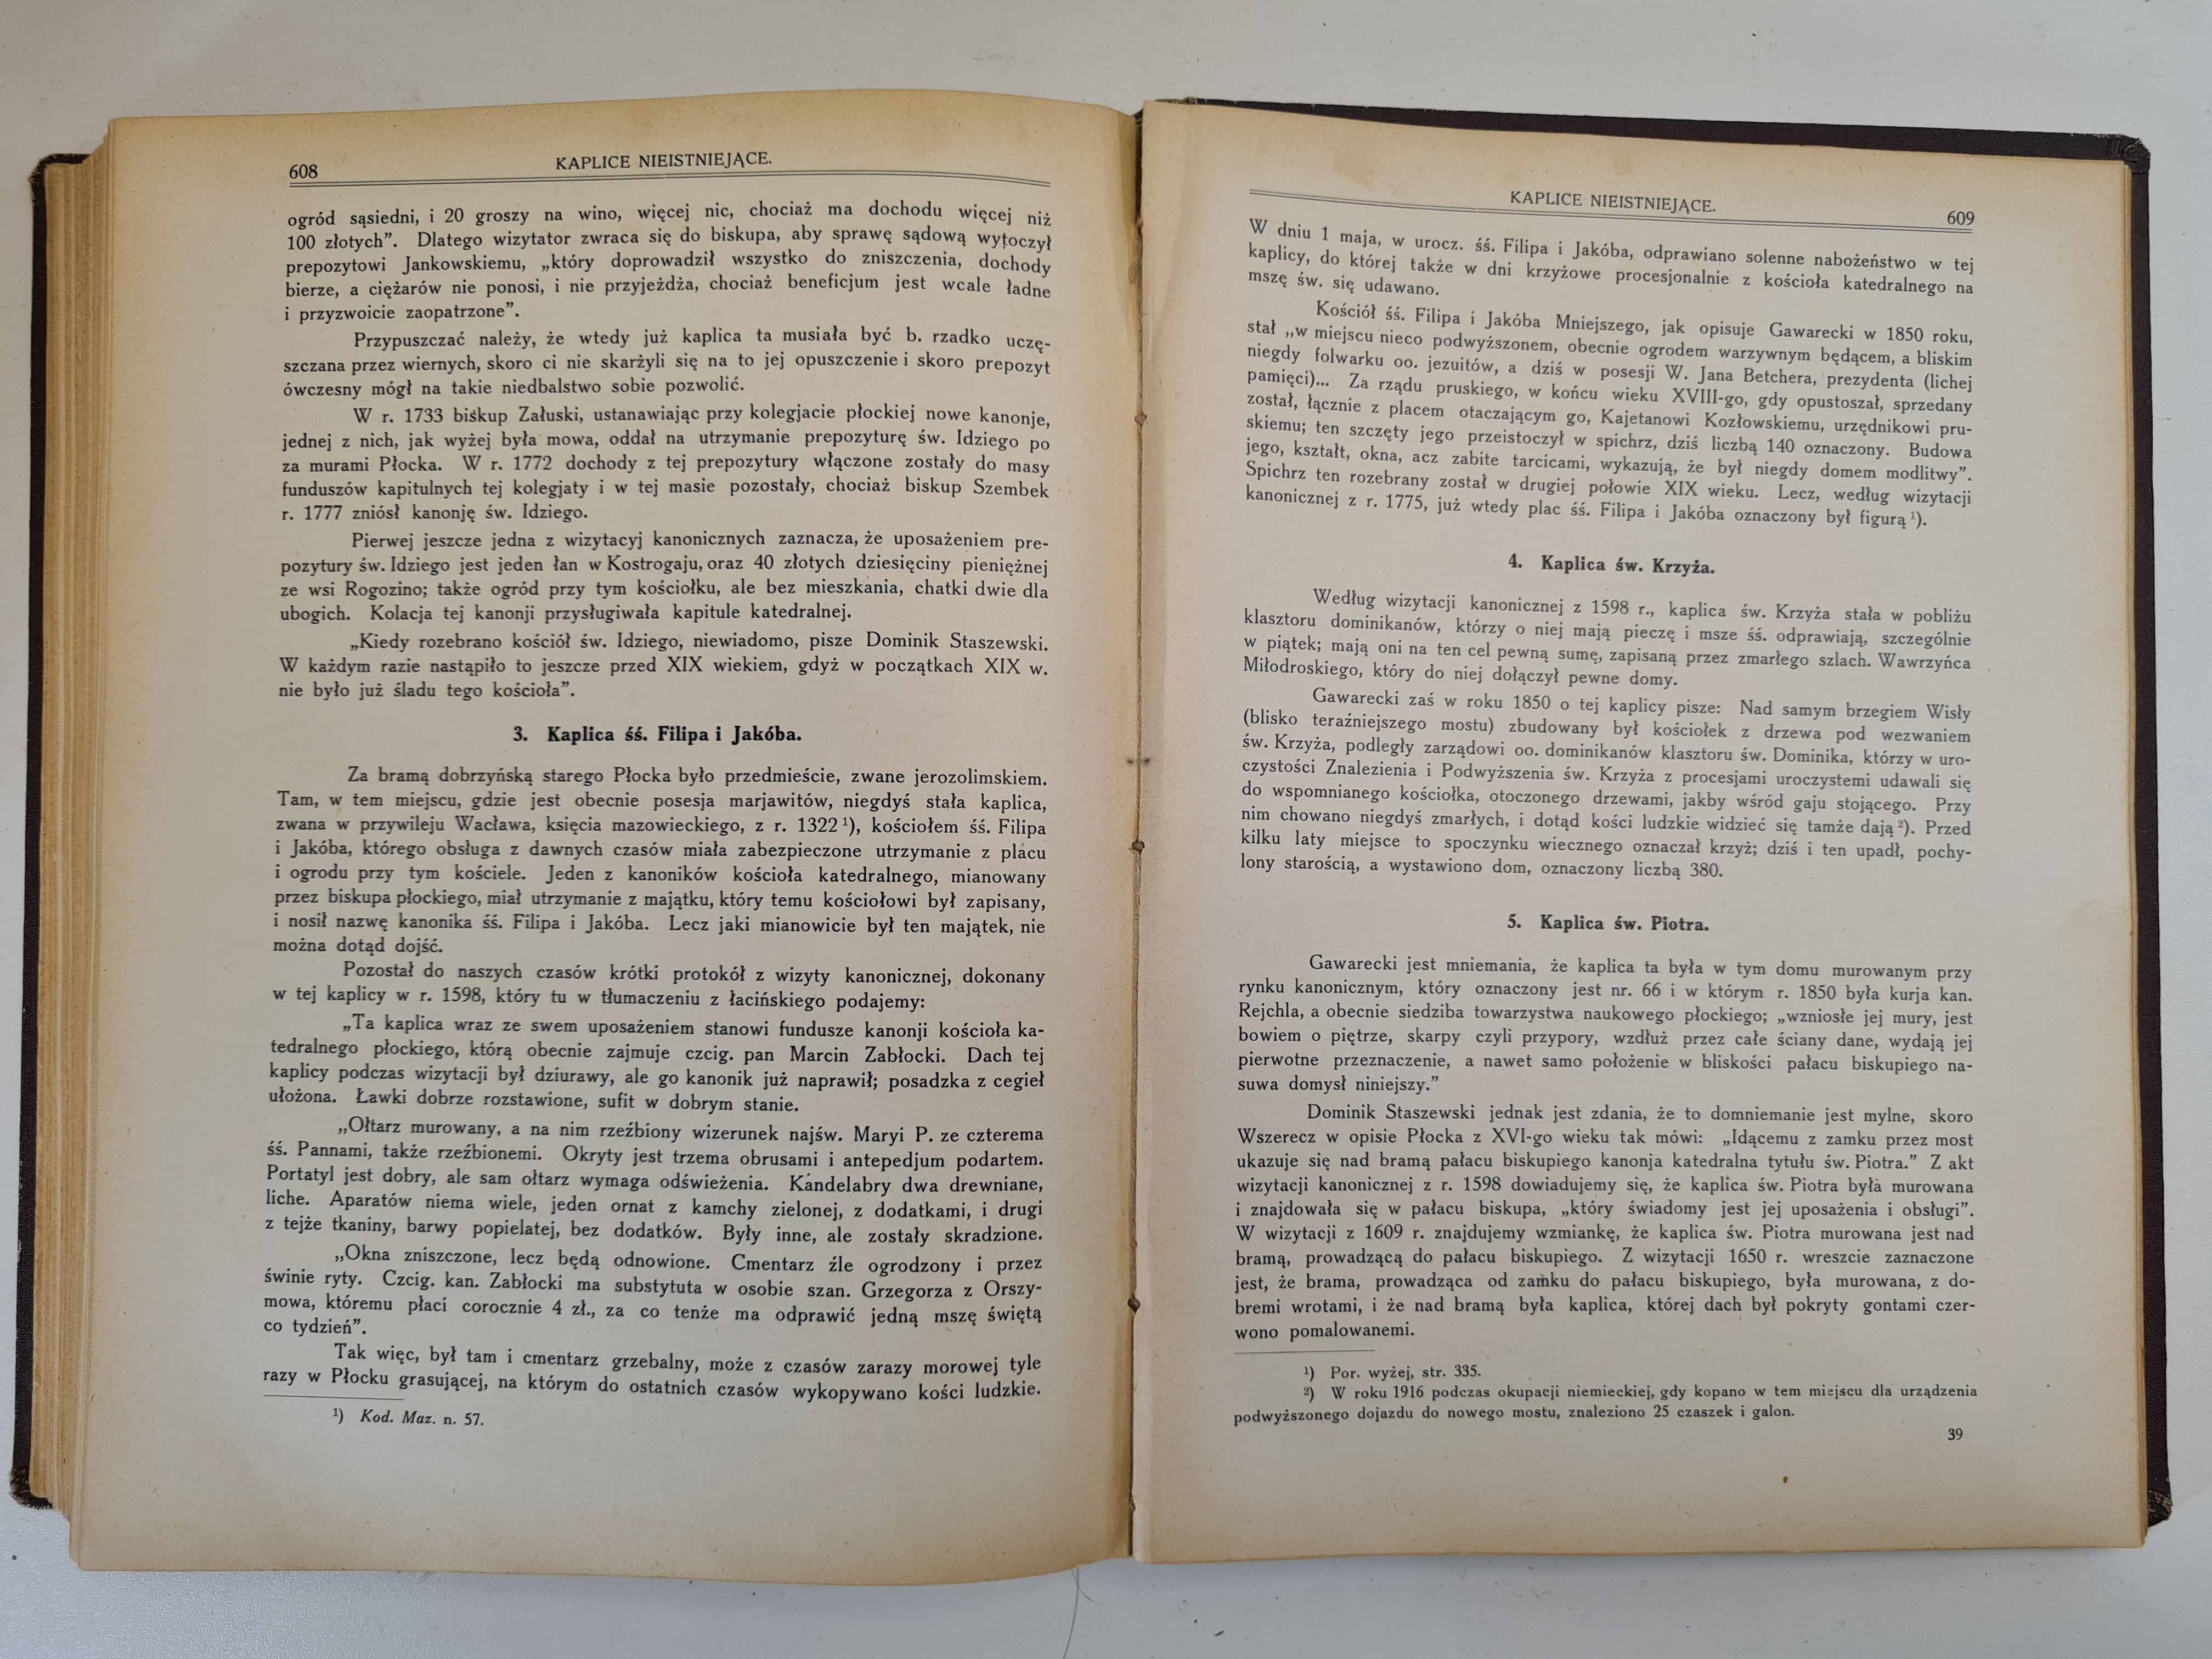 608
KAPLICE NIEISTNIEJĄCE.
ogród sąsiedni, i 20 groszy na wino, więcej nic, chociaż ma dochodu więcej niż
100 złotych”. Dlatego wizytator zwraca się do biskupa, aby sprawę sądową wytoczył
prepozytowi Jankowskiemu, „który doprowadził wszystko do zniszczenia, dochody
bierze, a ciężarów nie ponosi, i nie przyjeżdża, chociaż beneficjum jest wcale ładne
i przyzwoicie zaopatrzone”.
Przypuszczać należy, że wtedy już kaplica ta musiała być b. rzadko uczę-
szczana przez wiernych, skoro ci nie skarżyli się na to jej opuszczenie i skoro prepozyt
ówczesny mógł na takie niedbalstwo sobie pozwolić.
W r. 1733 biskup Załuski, ustanawiając przy kolegjacie płockiej nowe kanonje,
jednej z nich, jak wyżej była mowa, oddał na utrzymanie prepozyturę św. Idziego po
za murami Płocka. W r. 1772 dochody z tej prepozytury włączone zostały do masy
funduszów kapitulnych tej kolegjaty i w tej masie pozostały, chociaż biskup Szembek
r. 1777 zniósł kanonję św. Idziego.
Pierwej jeszcze jedna z wizytacyj kanonicznych zaznacza, że uposażeniem pre-
pozytury św. Idziego jest jeden łan w Kostrogaju, oraz 40 złotych dziesięciny pieniężnej
ze wsi Rogozino; także ogród przy tym kościołku, ale bez mieszkania, chatki dwie dla
ubogich. Kolacja tej kanonji przysługiwała kapitule katedralnej.
„Kiedy rozebrano kościół św. Idziego, niewiadomo, pisze Dominik Staszewski.
W każdym razie nastąpiło to jeszcze przed XIX wiekiem, gdyż w początkach XIX w.
nie było już śladu tego kościoła”.
3. Kaplica śś. Filipa i Jakóba.
Za bramą dobrzyńską starego Płocka było przedmieście, zwane jerozolimskiem.
Tam, w tem miejscu, gdzie jest obecnie posesja marjawitów, niegdyś stała kaplica,
zwana w przywileju Wacława, księcia mazowieckiego, z r. 1322 ¹), kościołem śś. Filipa
i Jakóba, którego obsługa z dawnych czasów miała zabezpieczone utrzymanie z placu
i ogrodu przy tym kościele. Jeden z kanoników kościoła katedralnego, mianowany
przez biskupa płockiego, miał utrzymanie z majątku, który temu kościołowi był zapisany,
i nosił nazwę kanonika śś. Filipa i Jakóba. Lecz jaki mianowicie był ten majątek, nie
można dotąd dojść.
Pozostał do naszych czasów krótki protokół z wizyty kanonicznej, dokonany
w tej kaplicy w r. 1598, który tu w tłumaczeniu z łacińskiego podajemy:
„Ta kaplica wraz ze swem uposażeniem stanowi fundusze kanonji kościoła ka-
tedralnego płockiego, którą obecnie zajmuje czcig. pan Marcin Zabłocki. Dach tej
kaplicy podczas wizytacji był dziurawy, ale go kanonik już naprawił; posadzka z cegieł
ułożona. Ławki dobrze rozstawione, sufit w dobrym stanie.
„Ołtarz murowany, a na nim rzeźbiony wizerunek najśw. Maryi P. ze czterema
śś. Pannami, także rzeźbionemi. Okryty jest trzema obrusami i antepedjum podartem.
Portatyl jest dobry, ale sam ołtarz wymaga odświeżenia. Kandelabry dwa drewniane,
liche. Aparatów niema wiele, jeden ornat z kamchy zielonej, z dodatkami, i drugi
z tejże tkaniny, barwy popielatej, bez dodatków. Były inne, ale zostały skradzione.
„Okna zniszczone, lecz będą odnowione. Cmentarz źle ogrodzony i przez
świnie ryty. Czcig. kan. Zabłocki ma substytuta w osobie szan. Grzegorza z Orszy-
mowa, któremu płaci corocznie 4 zł., za co tenże ma odprawić jedną mszę świętą
co tydzień”.
Tak więc, był tam i cmentarz grzebalny, może z czasów zarazy morowej tyle
razy w Płocku grasującej, na którym do ostatnich czasów wykopywano kości ludzkie.
¹) Kod. Maz. n. 57.
KAPLICE NIEISTNIEJĄCE.
609
W dniu 1 maja, w urocz. śś. Filipa i Jakóba, odprawiano solenne nabożeństwo w tej
kaplicy, do której także w dni krzyżowe procesjonalnie z kościoła katedralnego na
mszę św. się udawano.
Kościół śś. Filipa i Jakóba Mniejszego, jak opisuje Gawarecki w 1850 roku,
stał „w miejscu nieco podwyższonem, obecnie ogrodem warzywnym będącem, a bliskim
niegdy folwarku oo. jezuitów, a dziś w posesji W. Jana Betchera, prezydenta (lichej
pamięci)... Za rządu pruskiego, w końcu wieku XVIII-go, gdy opustoszał, sprzedany
został, łącznie z placem otaczającym go, Kajetanowi Kozłowskiemu, urzędnikowi pru-
skiemu; ten szczęty jego przeistoczył w spichrz, dziś liczbą 140 oznaczony. Budowa
jego, kształt, okna, acz zabite tarcicami, wykazują, że był niegdy domem modlitwy”.
Spichrz ten rozebrany został w drugiej połowie XIX wieku. Lecz, według wizytacji
kanonicznej z r. 1775, już wtedy plac śś. Filipa i Jakóba oznaczony był figurą ¹).
4. Kaplica św. Krzyża.
Według wizytacji kanonicznej z 1598 r., kaplica św. Krzyża stała w pobliżu
klasztoru dominikanów, którzy o niej mają pieczę i msze śś. odprawiają, szczególnie
w piątek; mają oni na ten cel pewną sumę, zapisaną przez zmarłego szlach. Wawrzyńca
Miłodroskiego, który do niej dołączył pewne domy.
Gawarecki zaś w roku 1850 o tej kaplicy pisze: Nad samym brzegiem Wisły
(blisko teraźniejszego mostu) zbudowany był kościołek z drzewa pod wezwaniem
św. Krzyża, podległy zarządowi oo. dominikanów klasztoru św. Dominika, którzy w uro-
czystości Znalezienia i Podwyższenia św. Krzyża z procesjami uroczystemi udawali się
do wspomnianego kościołka, otoczonego drzewami, jakby wśród gaju stojącego. Przy
nim chowano niegdyś zmarłych, i dotąd kości ludzkie widzieć się tamże dają ²). Przed
kilku laty miejsce to spoczynku wiecznego oznaczał krzyż; dziś i ten upadł, pochy-
lony starością, a wystawiono dom, oznaczony liczbą 380.
5. Kaplica św. Piotra.
Gawarecki jest mniemania, że kaplica ta była w tym domu murowanym przy
rynku kanonicznym, który oznaczony jest nr. 66 i w którym r. 1850 była kurja kan.
Rejchla, a obecnie siedziba towarzystwa naukowego płockiego; „wzniosłe jej mury, jest
bowiem o piętrze, skarpy czyli przypory, wzdłuż przez całe ściany dane, wydają jej
pierwotne przeznaczenie, a nawet samo położenie w bliskości pałacu biskupiego na-
suwa domysł niniejszy.”
Dominik Staszewski jednak jest zdania, że to domniemanie jest mylne, skoro
Wszerecz w opisie Płocka z XVI-go wieku tak mówi: „Idącemu z zamku przez most
ukazuje się nad bramą pałacu biskupiego kanonja katedralna tytułu św. Piotra.” Z akt
wizytacji kanonicznej z r. 1598 dowiadujemy się, że kaplica św. Piotra była murowana
i znajdowała się w pałacu biskupa, „który świadomy jest jej uposażenia i obsługi”.
W wizytacji z 1609 r. znajdujemy wzmiankę, że kaplica św. Piotra murowana jest nad
bramą, prowadzącą do pałacu biskupiego. Z wizytacji 1650 r. wreszcie zaznaczone
jest, że brama, prowadząca od zamku do pałacu biskupiego, była murowana, z do-
bremi wrotami, i że nad bramą była kaplica, której dach był pokryty gontami czer-
wono pomalowanemi.
¹) Por. wyżej, str. 335.
²) W roku 1916 podczas okupacji niemieckiej, gdy kopano w tem miejscu dla urządzenia
podwyższonego dojazdu do nowego mostu, znaleziono 25 czaszek i galon.
39